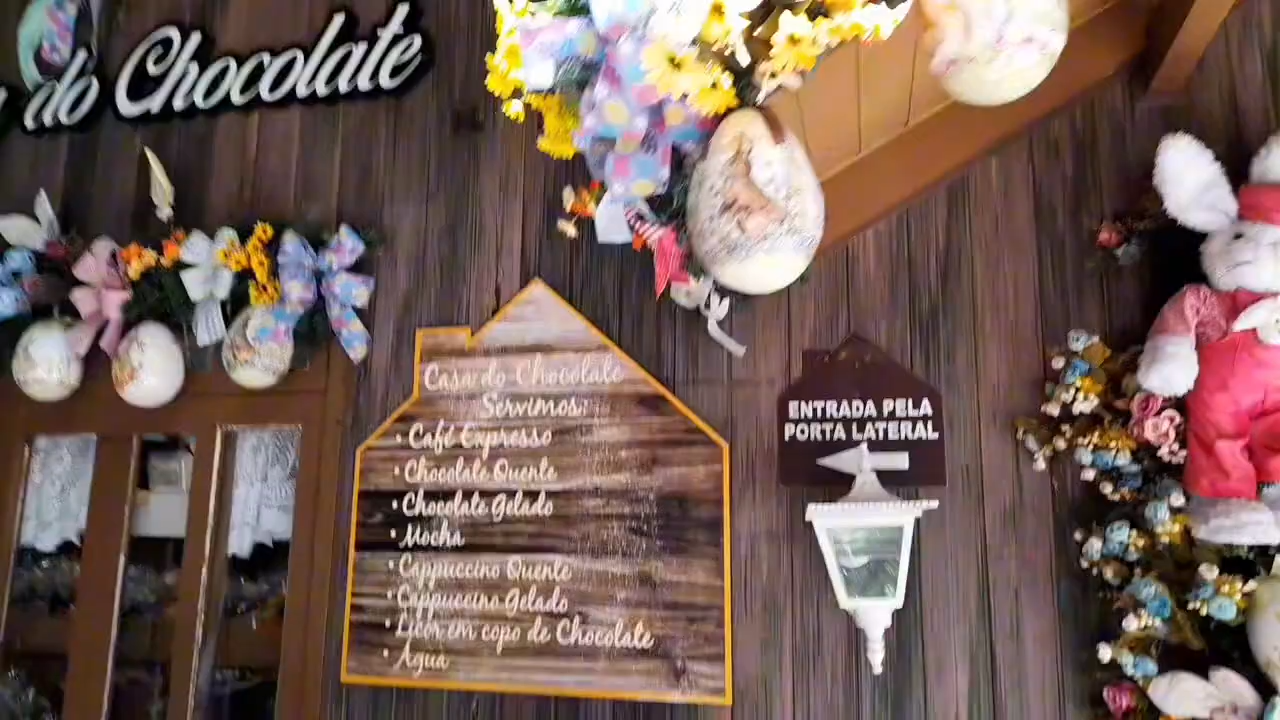 do Chocolate
Casa do Chocolate
Servimos:
• Café Expresso
• Chocolate Quente
• Chocolate Gelado
• Mocha
• Cappuccino Quente
• Cappuccino Gelado
• Licor em copo de Chocolate
• Água
ENTRADA PELA
PORTA LATERAL